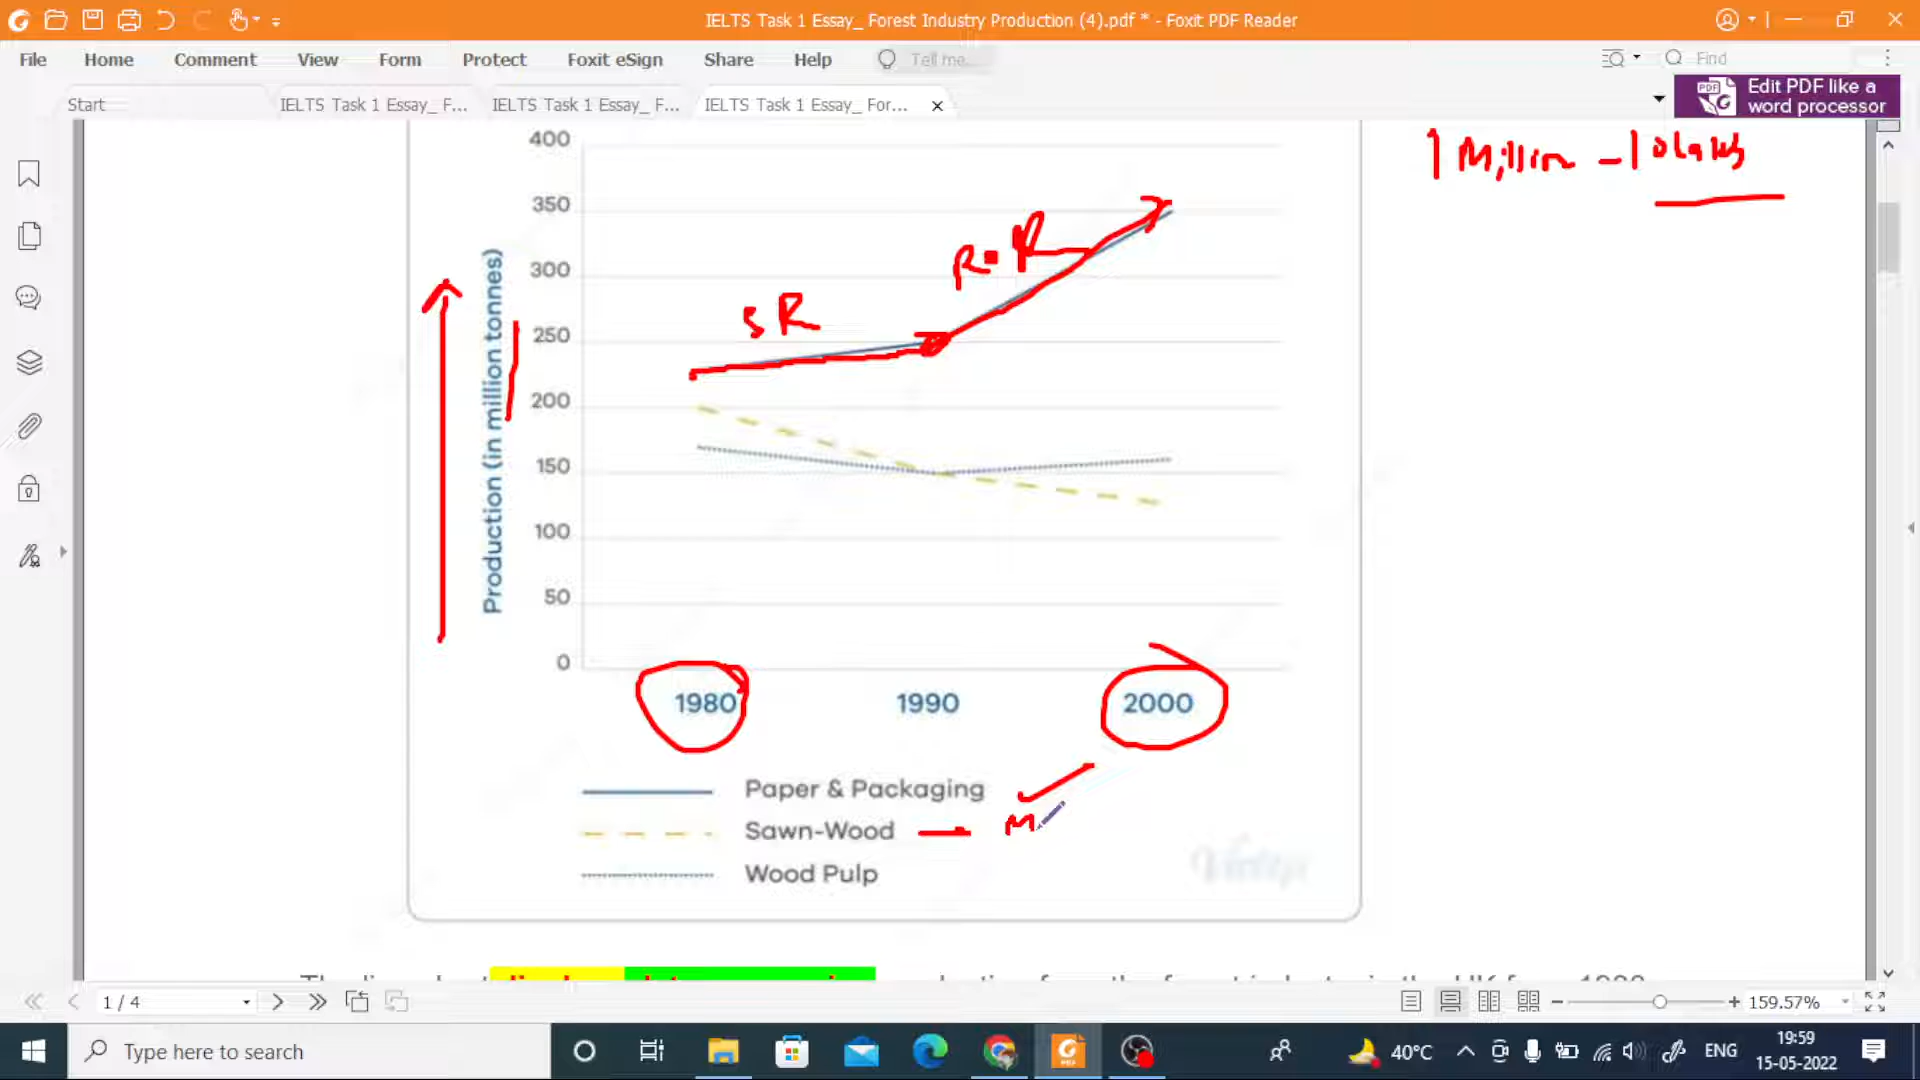 IELTS Task 1 Essay_ Forest Industry Production (4).pdf * - Foxit PDF Reader
File Home Comment View Form Protect Foxit eSign Share Help Tell me... Find
Start IELTS Task 1 Essay_ F... IELTS Task 1 Essay_ F... IELTS Task 1 Essay_ For...
Edit PDF like a
word processor
1 Million - 10 lakhs
400
350
300
250
200
150
100
50
0
Production (in million tonnes)
S R
R. R
1980 1990 2000
Paper & Packaging
Sawn-Wood - M
Wood Pulp
1 / 4
159.57%
Type here to search
40°C
ENG
19:59
15-05-2022